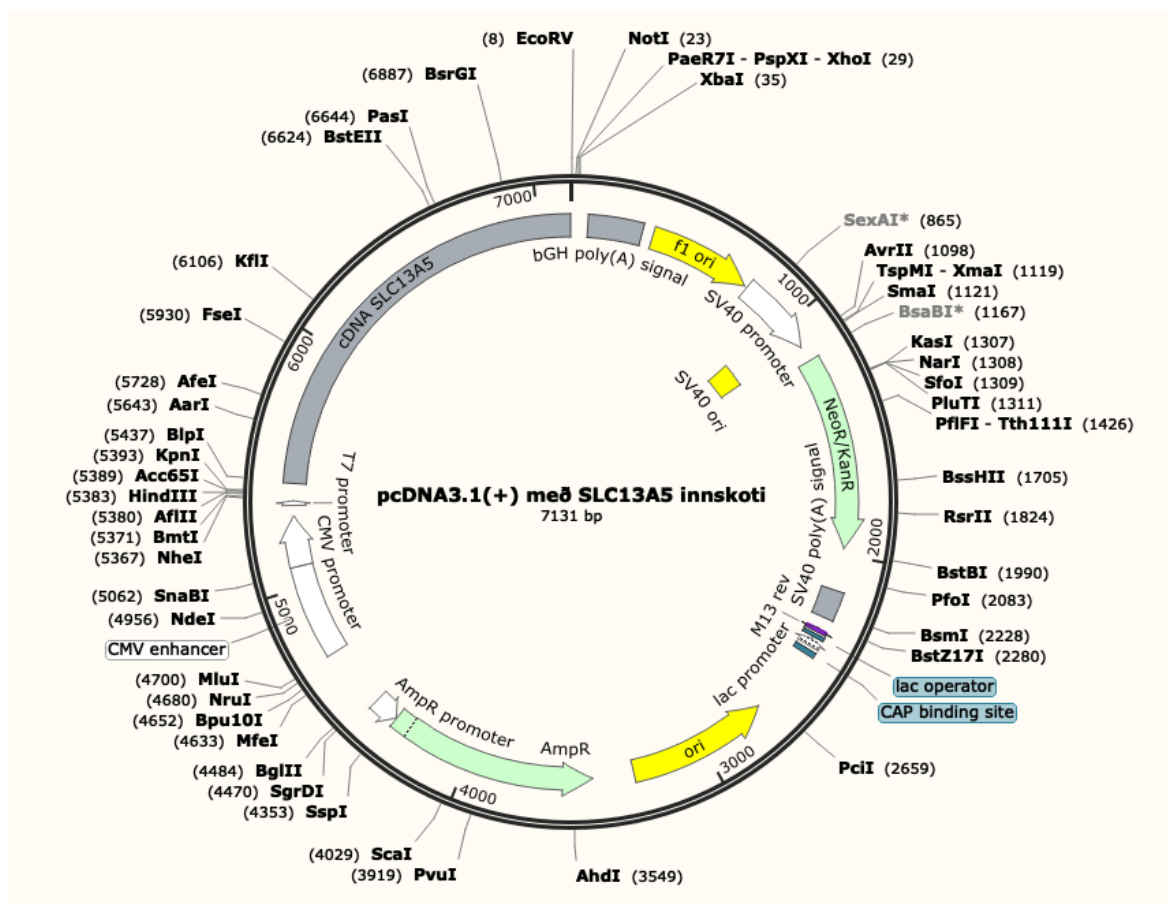 (8) EcoRV
NotI (23)
PaeR7I - PspXI - XhoI (29)
XbaI (35)
(6887) BsrGI
(6644) PasI
(6624) BstEII
(6106) KflI
(5930) FseI
(5728) AfeI
(5643) AarI
(5437) BlpI
(5393) KpnI
(5389) Acc65I
(5383) HindIII
(5380) AflII
(5371) BmtI
(5367) NheI
(5062) SnaBI
(4956) NdeI
CMV enhancer
(4700) MluI
(4680) NruI
(4652) Bpu10I
(4633) MfeI
(4484) BglII
(4470) SgrDI
(4353) SspI
(4029) ScaI
(3919) PvuI
AhdI (3549)
SexAI* (865)
AvrII (1098)
TspMI - XmaI (1119)
SmaI (1121)
BsaBI* (1167)
KasI (1307)
NarI (1308)
SfoI (1309)
PluTI (1311)
PflFI - Tth111I (1426)
BssHII (1705)
RsrII (1824)
BstBI (1990)
PfoI (2083)
BsmI (2228)
BstZ17I (2280)
lac operator
CAP binding site
PciI (2659)
7000
1000
2000
3000
4000
5000
6000
cDNA SLC13A5
bGH poly(A) signal
f1 ori
SV40 promoter
SV40 ori
NeoR/KanR
SV40 poly(A) signal
M13 rev
lac promoter
ori
AmpR
AmpR promoter
CMV promoter
T7 promoter
pcDNA3.1(+) með SLC13A5 innskoti
7131 bp